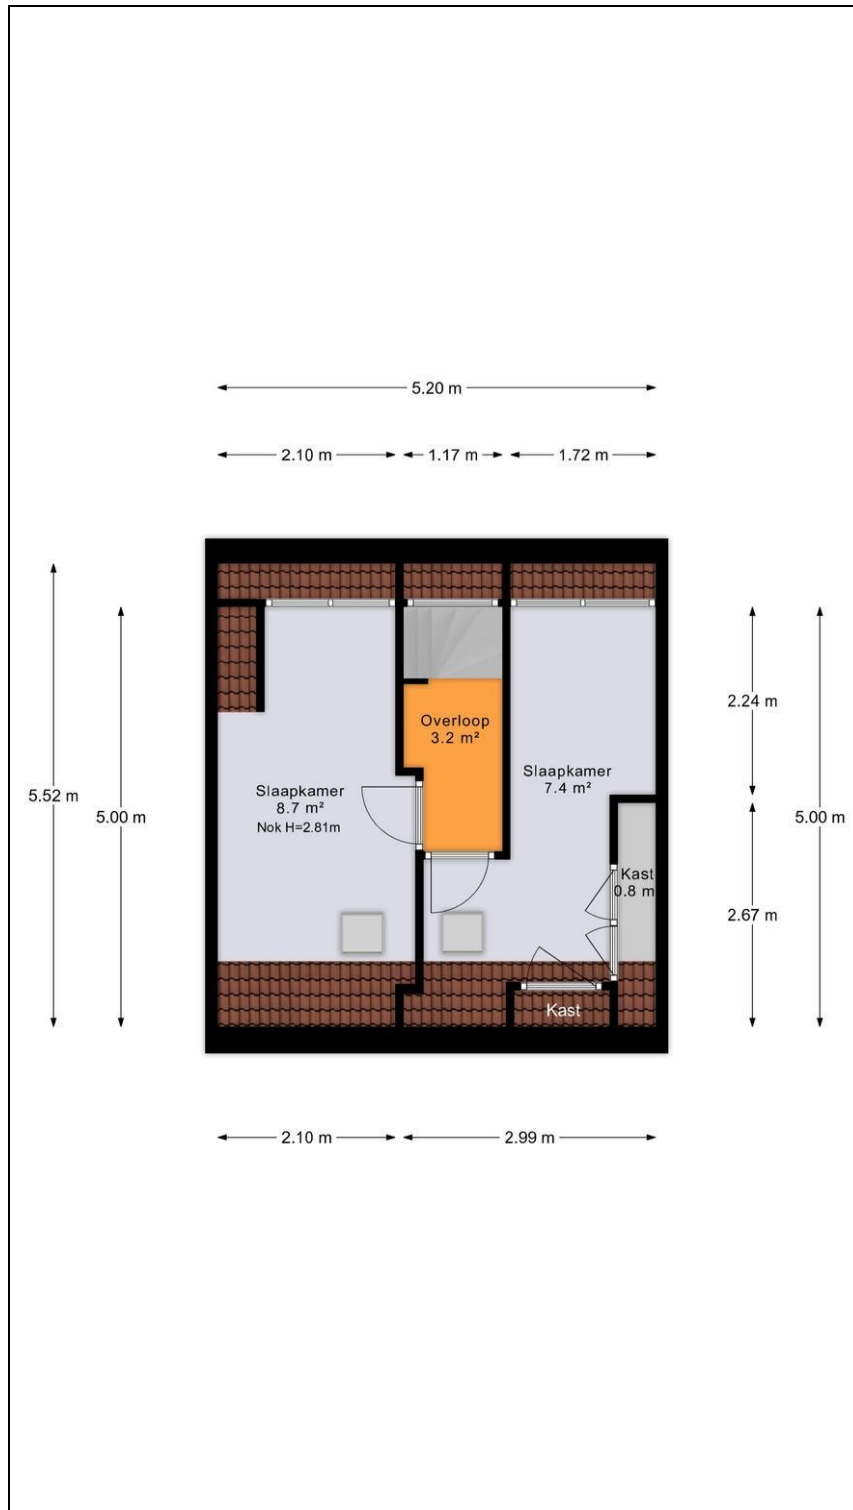 5.20 m
2.10 m
1.17 m
1.72 m
Overloop
3.2 m²
2.24 m
Slaapkamer
7.4 m²
Slaapkamer
8.7 m²
Nok H=2.81m
5.52 m
5.00 m
5.00 m
Kast
0.8 m
2.67 m
Kast
2.10 m
2.99 m